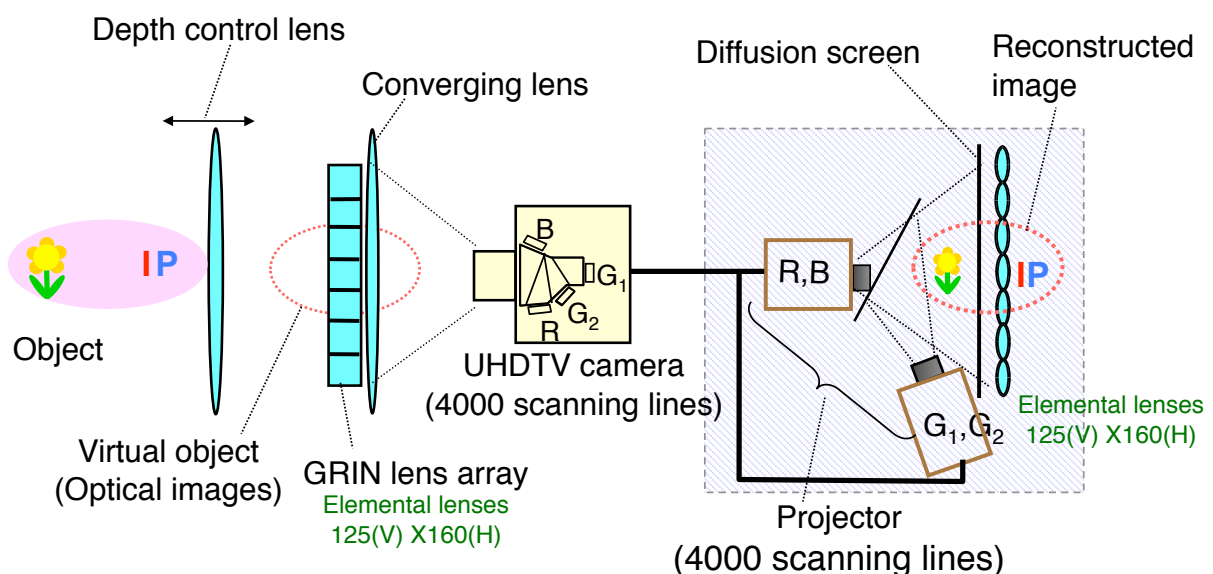 Depth control lens
Converging lens
Diffusion screen
Reconstructed
image
IP
Object
B
G1
G2
R
UHDTV camera
(4000 scanning lines)
R,B
G1,G2
IP
Elemental lenses
125(V) X160(H)
Virtual object
(Optical images)
GRIN lens array
Elemental lenses
125(V) X160(H)
Projector
(4000 scanning lines)